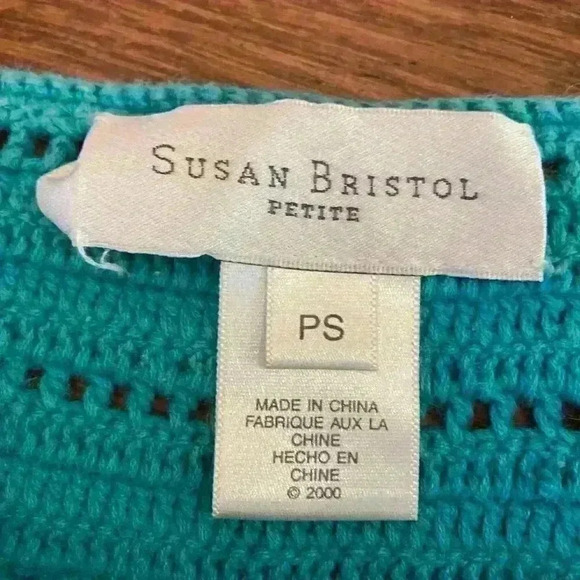 SUSAN BRISTOL
PETITE
PS
MADE IN CHINA
FABRIQUE AUX LA
CHINE
HECHO EN
CHINE
© 2000